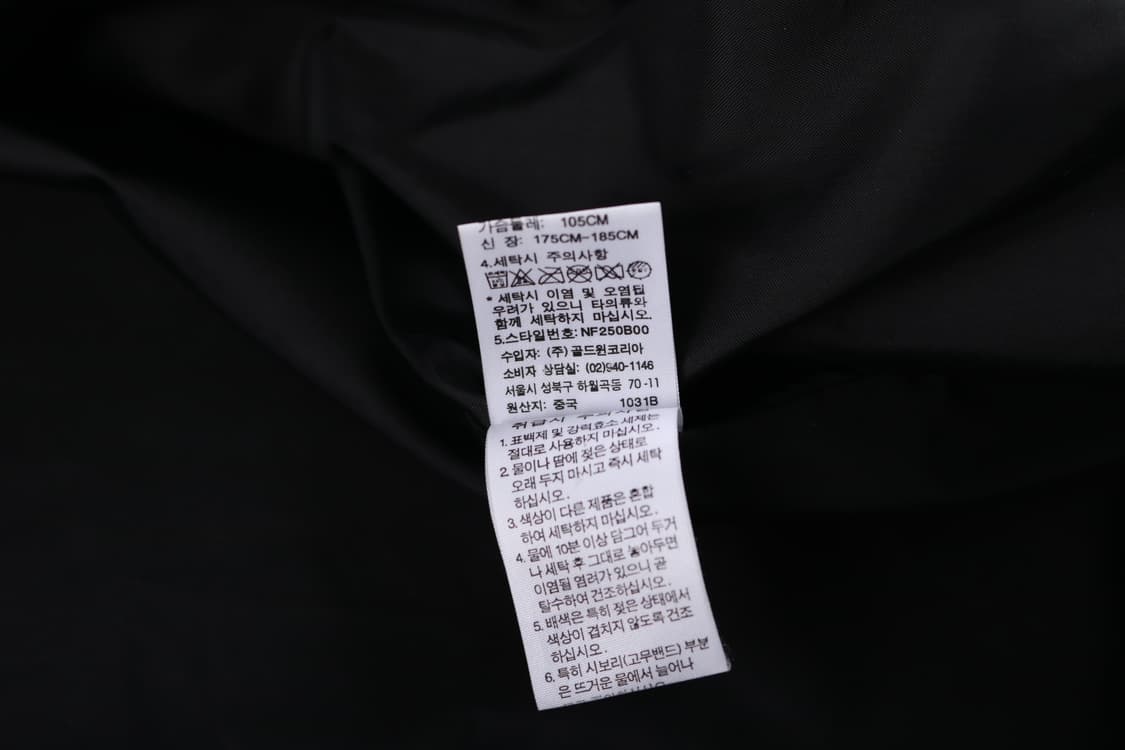 가슴둘레: 105CM
신 장: 175CM-185CM
4.세탁시 주의사항
* 세탁시 이염 및 오염될
우려가 있으니 타의류와
함께 세탁하지 마십시오.
5.스타일번호: NF250B00
수입자: (주)골드윈코리아
소비자 상담실: (02)940-1146
서울시 성북구 하월곡동 70-11
원산지: 중국 1031B
취급시 주의사항
1. 표백제 및 강력효소 세제는
절대로 사용하지 마십시오.
2. 물이나 땀에 젖은 상태로
오래 두지 마시고 즉시 세탁
하십시오.
3. 색상이 다른 제품은 혼합
하여 세탁하지 마십시오.
4. 물에 10분 이상 담그어 두거
나 세탁 후 그대로 놓아두면
이염될 염려가 있으니 곧
탈수하여 건조하십시오.
5. 배색은 특히 젖은 상태에서
색상이 겹치지 않도록 건조
하십시오.
6. 특히 시보리(고무밴드) 부분
은 뜨거운 물에서 늘어나